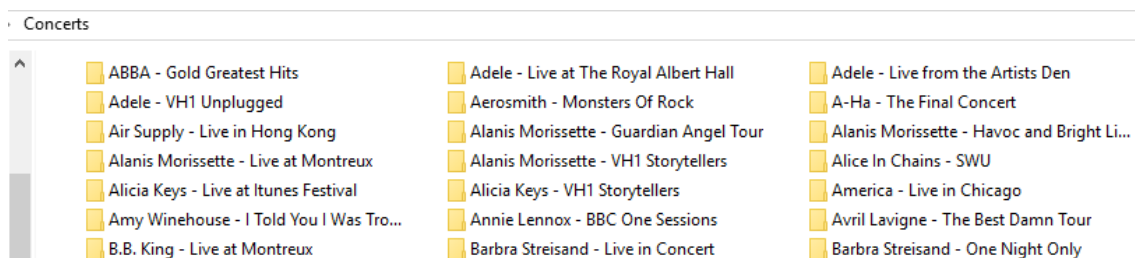 Concerts
ABBA - Gold Greatest Hits
Adele - Live at The Royal Albert Hall
Adele - Live from the Artists Den
Adele - VH1 Unplugged
Aerosmith - Monsters Of Rock
A-Ha - The Final Concert
Air Supply - Live in Hong Kong
Alanis Morissette - Guardian Angel Tour
Alanis Morissette - Havoc and Bright Li...
Alanis Morissette - Live at Montreux
Alanis Morissette - VH1 Storytellers
Alice In Chains - SWU
Alicia Keys - Live at Itunes Festival
Alicia Keys - VH1 Storytellers
America - Live in Chicago
Amy Winehouse - I Told You I Was Tro...
Annie Lennox - BBC One Sessions
Avril Lavigne - The Best Damn Tour
B.B. King - Live at Montreux
Barbra Streisand - Live in Concert
Barbra Streisand - One Night Only